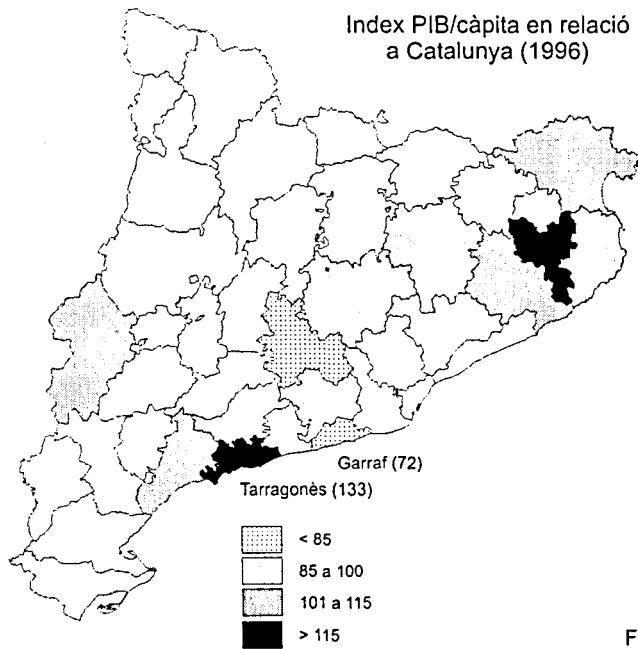 Index PIB/càpita en relació
a Catalunya (1996)
Garraf (72)
Tarragonès (133)
< 85
85 a 100
101 a 115
> 115
F